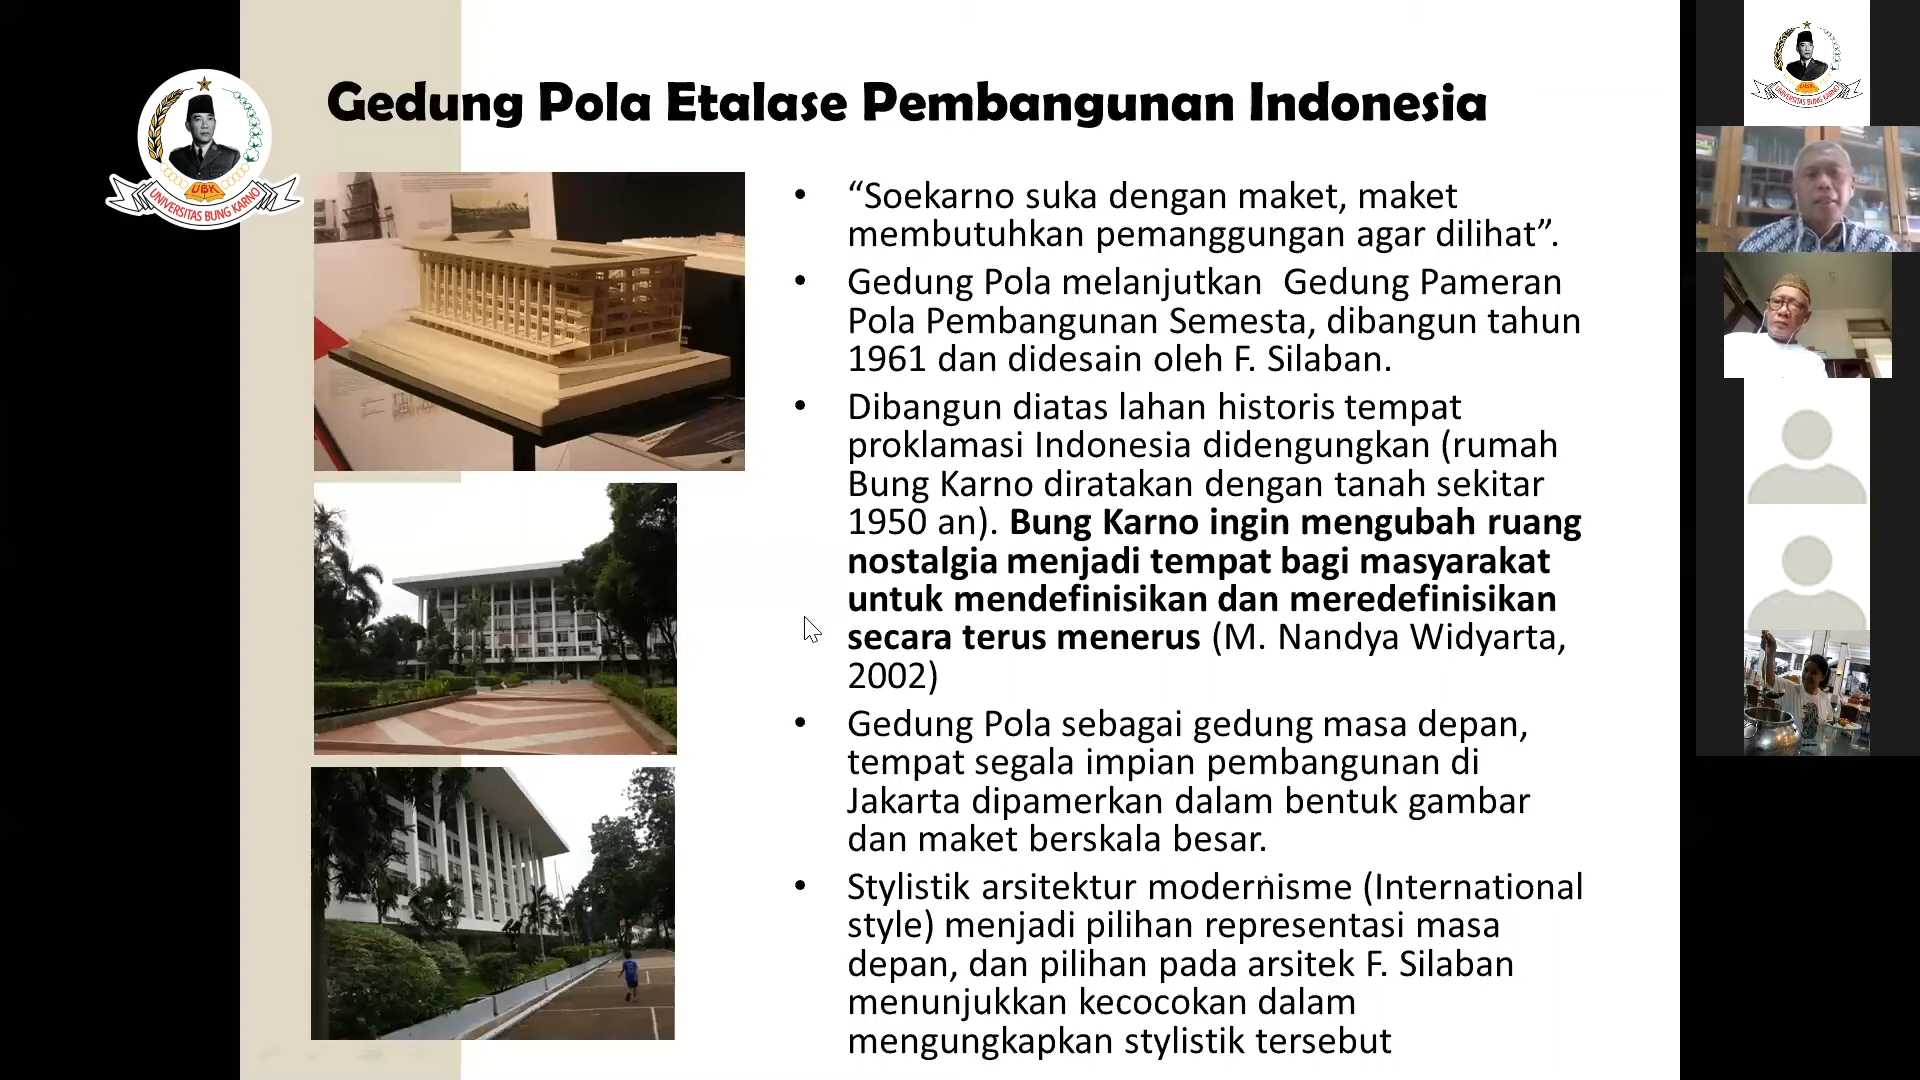 Gedung Pola Etalase Pembangunan Indonesia
UBK
UNIVERSITAS BUNG KARNO
UBK
UNIVERSITAS BUNG KARNO
• “Soekarno suka dengan maket, maket
membutuhkan pemanggungan agar dilihat”.
• Gedung Pola melanjutkan Gedung Pameran
Pola Pembangunan Semesta, dibangun tahun
1961 dan didesain oleh F. Silaban.
• Dibangun diatas lahan historis tempat
proklamasi Indonesia didengungkan (rumah
Bung Karno diratakan dengan tanah sekitar
1950 an). Bung Karno ingin mengubah ruang
nostalgia menjadi tempat bagi masyarakat
untuk mendefinisikan dan meredefinisikan
secara terus menerus (M. Nandya Widyarta,
2002)
• Gedung Pola sebagai gedung masa depan,
tempat segala impian pembangunan di
Jakarta dipamerkan dalam bentuk gambar
dan maket berskala besar.
• Stylistik arsitektur modernisme (International
style) menjadi pilihan representasi masa
depan, dan pilihan pada arsitek F. Silaban
menunjukkan kecocokan dalam
mengungkapkan stylistik tersebut